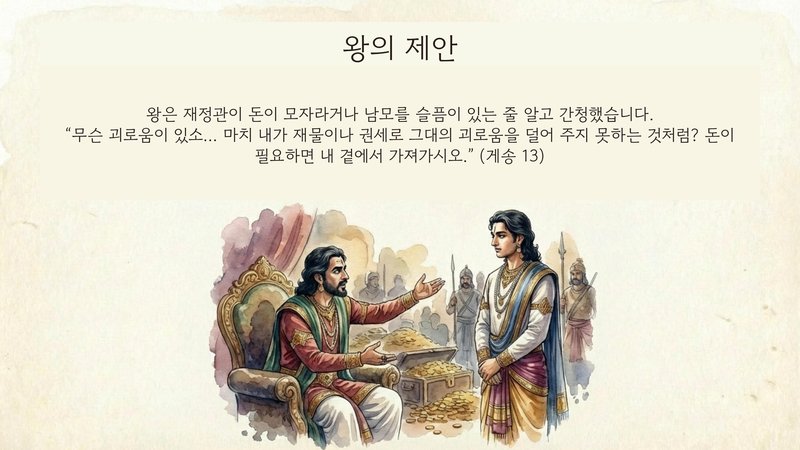 왕의 제안
왕은 재정관이 돈이 모자라거나 남모를 슬픔이 있는 줄 알고 간청했습니다.
“무슨 괴로움이 있소... 마치 내가 재물이나 권세로 그대의 괴로움을 덜어 주지 못하는 것처럼? 돈이
필요하면 내 곁에서 가져가시오.” (게송 13)